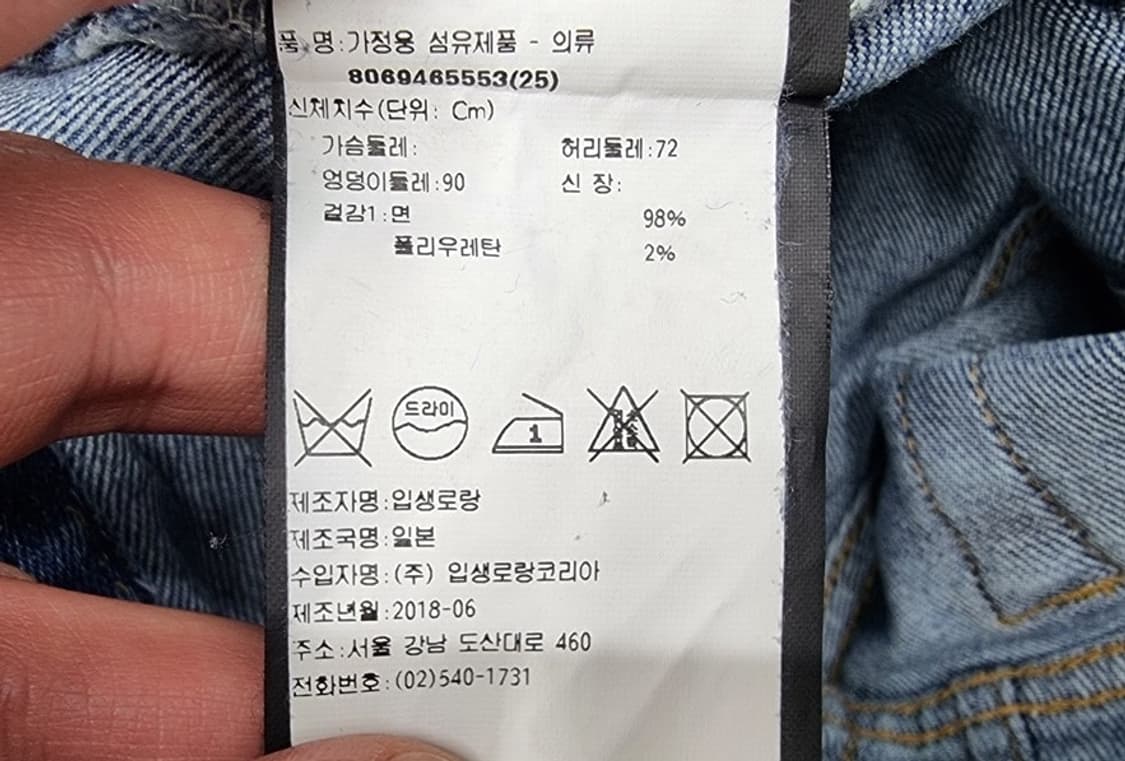 품 명:가정용 섬유제품 - 의류
8069465553(25)
신체치수(단위: Cm)
가슴둘레: 허리둘레:72
엉덩이둘레:90 신 장:
겉감1:면 98%
폴리우레탄 2%
드라이 1 염소표백
제조자명:입생로랑
제조국명:일본
수입자명:(주) 입생로랑코리아
제조년월:2018-06
주소:서울 강남 도산대로 460
전화번호:(02)540-1731